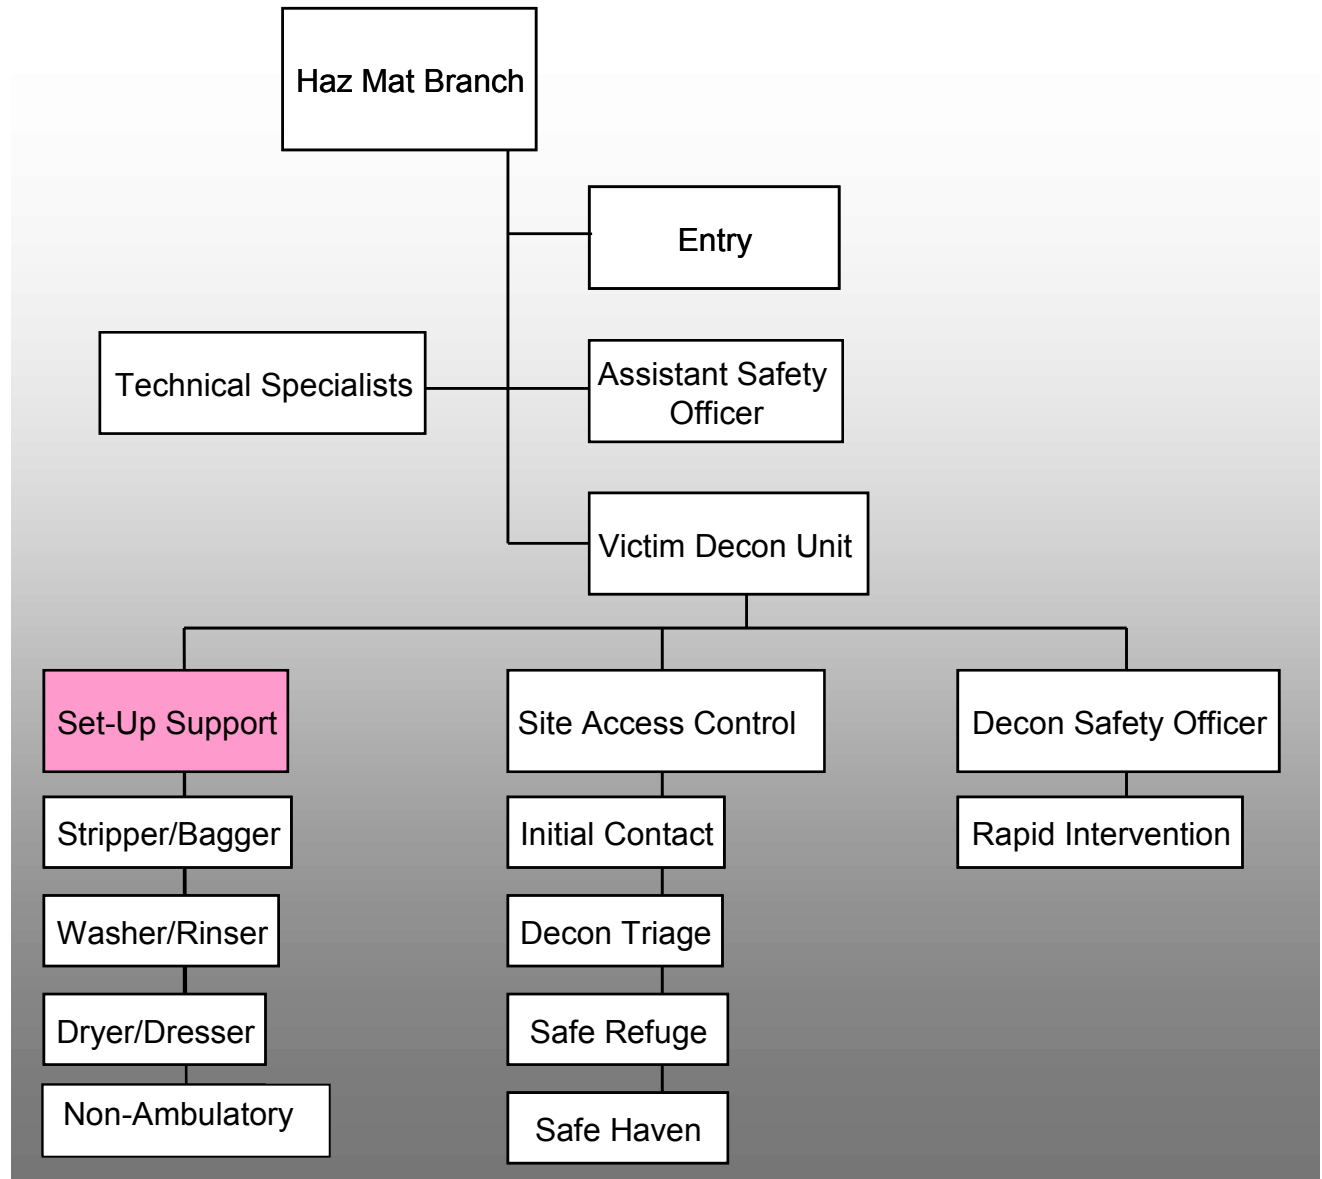 Haz Mat Branch
Entry
Technical Specialists
Assistant Safety
Officer
Victim Decon Unit
Set-Up Support
Site Access Control
Decon Safety Officer
Stripper/Bagger
Initial Contact
Rapid Intervention
Washer/Rinser
Decon Triage
Dryer/Dresser
Safe Refuge
Non-Ambulatory
Safe Haven